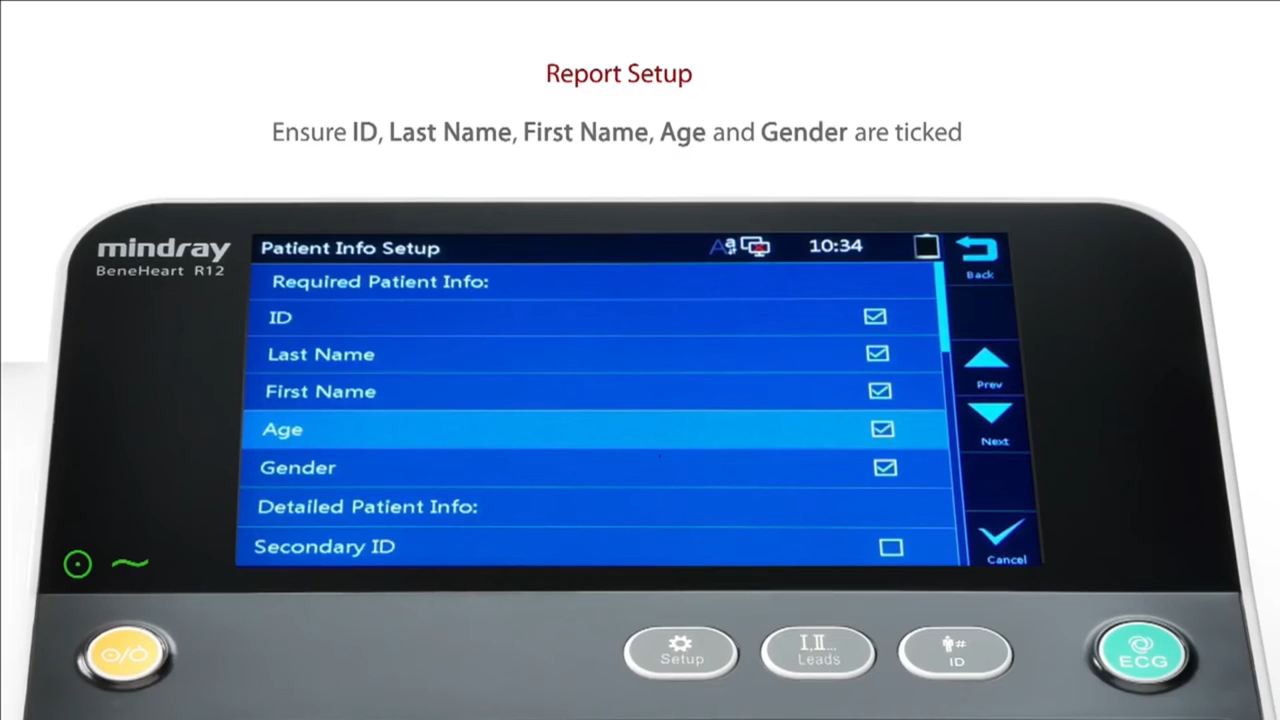 Report Setup
Ensure ID, Last Name, First Name, Age and Gender are ticked
mindray
BeneHeart R12
Patient Info Setup
10:34
Back
Required Patient Info:
ID
Last Name
First Name
Age
Gender
Detailed Patient Info:
Secondary ID
Prev
Next
Cancel
Setup
I,II...
Leads
#
ID
ECG